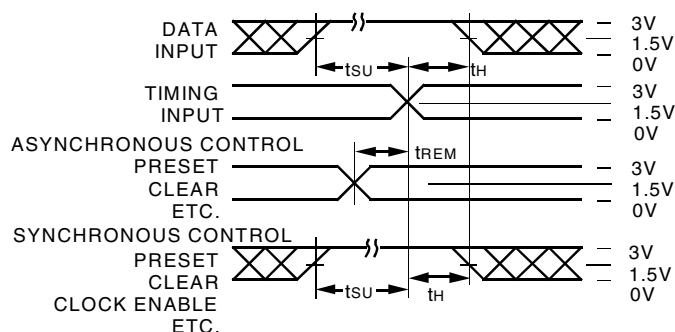 DATA
INPUT
tSU
tH
3V
1.5V
0V
TIMING
INPUT
3V
1.5V
0V
ASYNCHRONOUS CONTROL
PRESET
CLEAR
ETC.
tREM
3V
1.5V
0V
SYNCHRONOUS CONTROL
PRESET
CLEAR
CLOCK ENABLE
ETC.
tSU
tH
3V
1.5V
0V